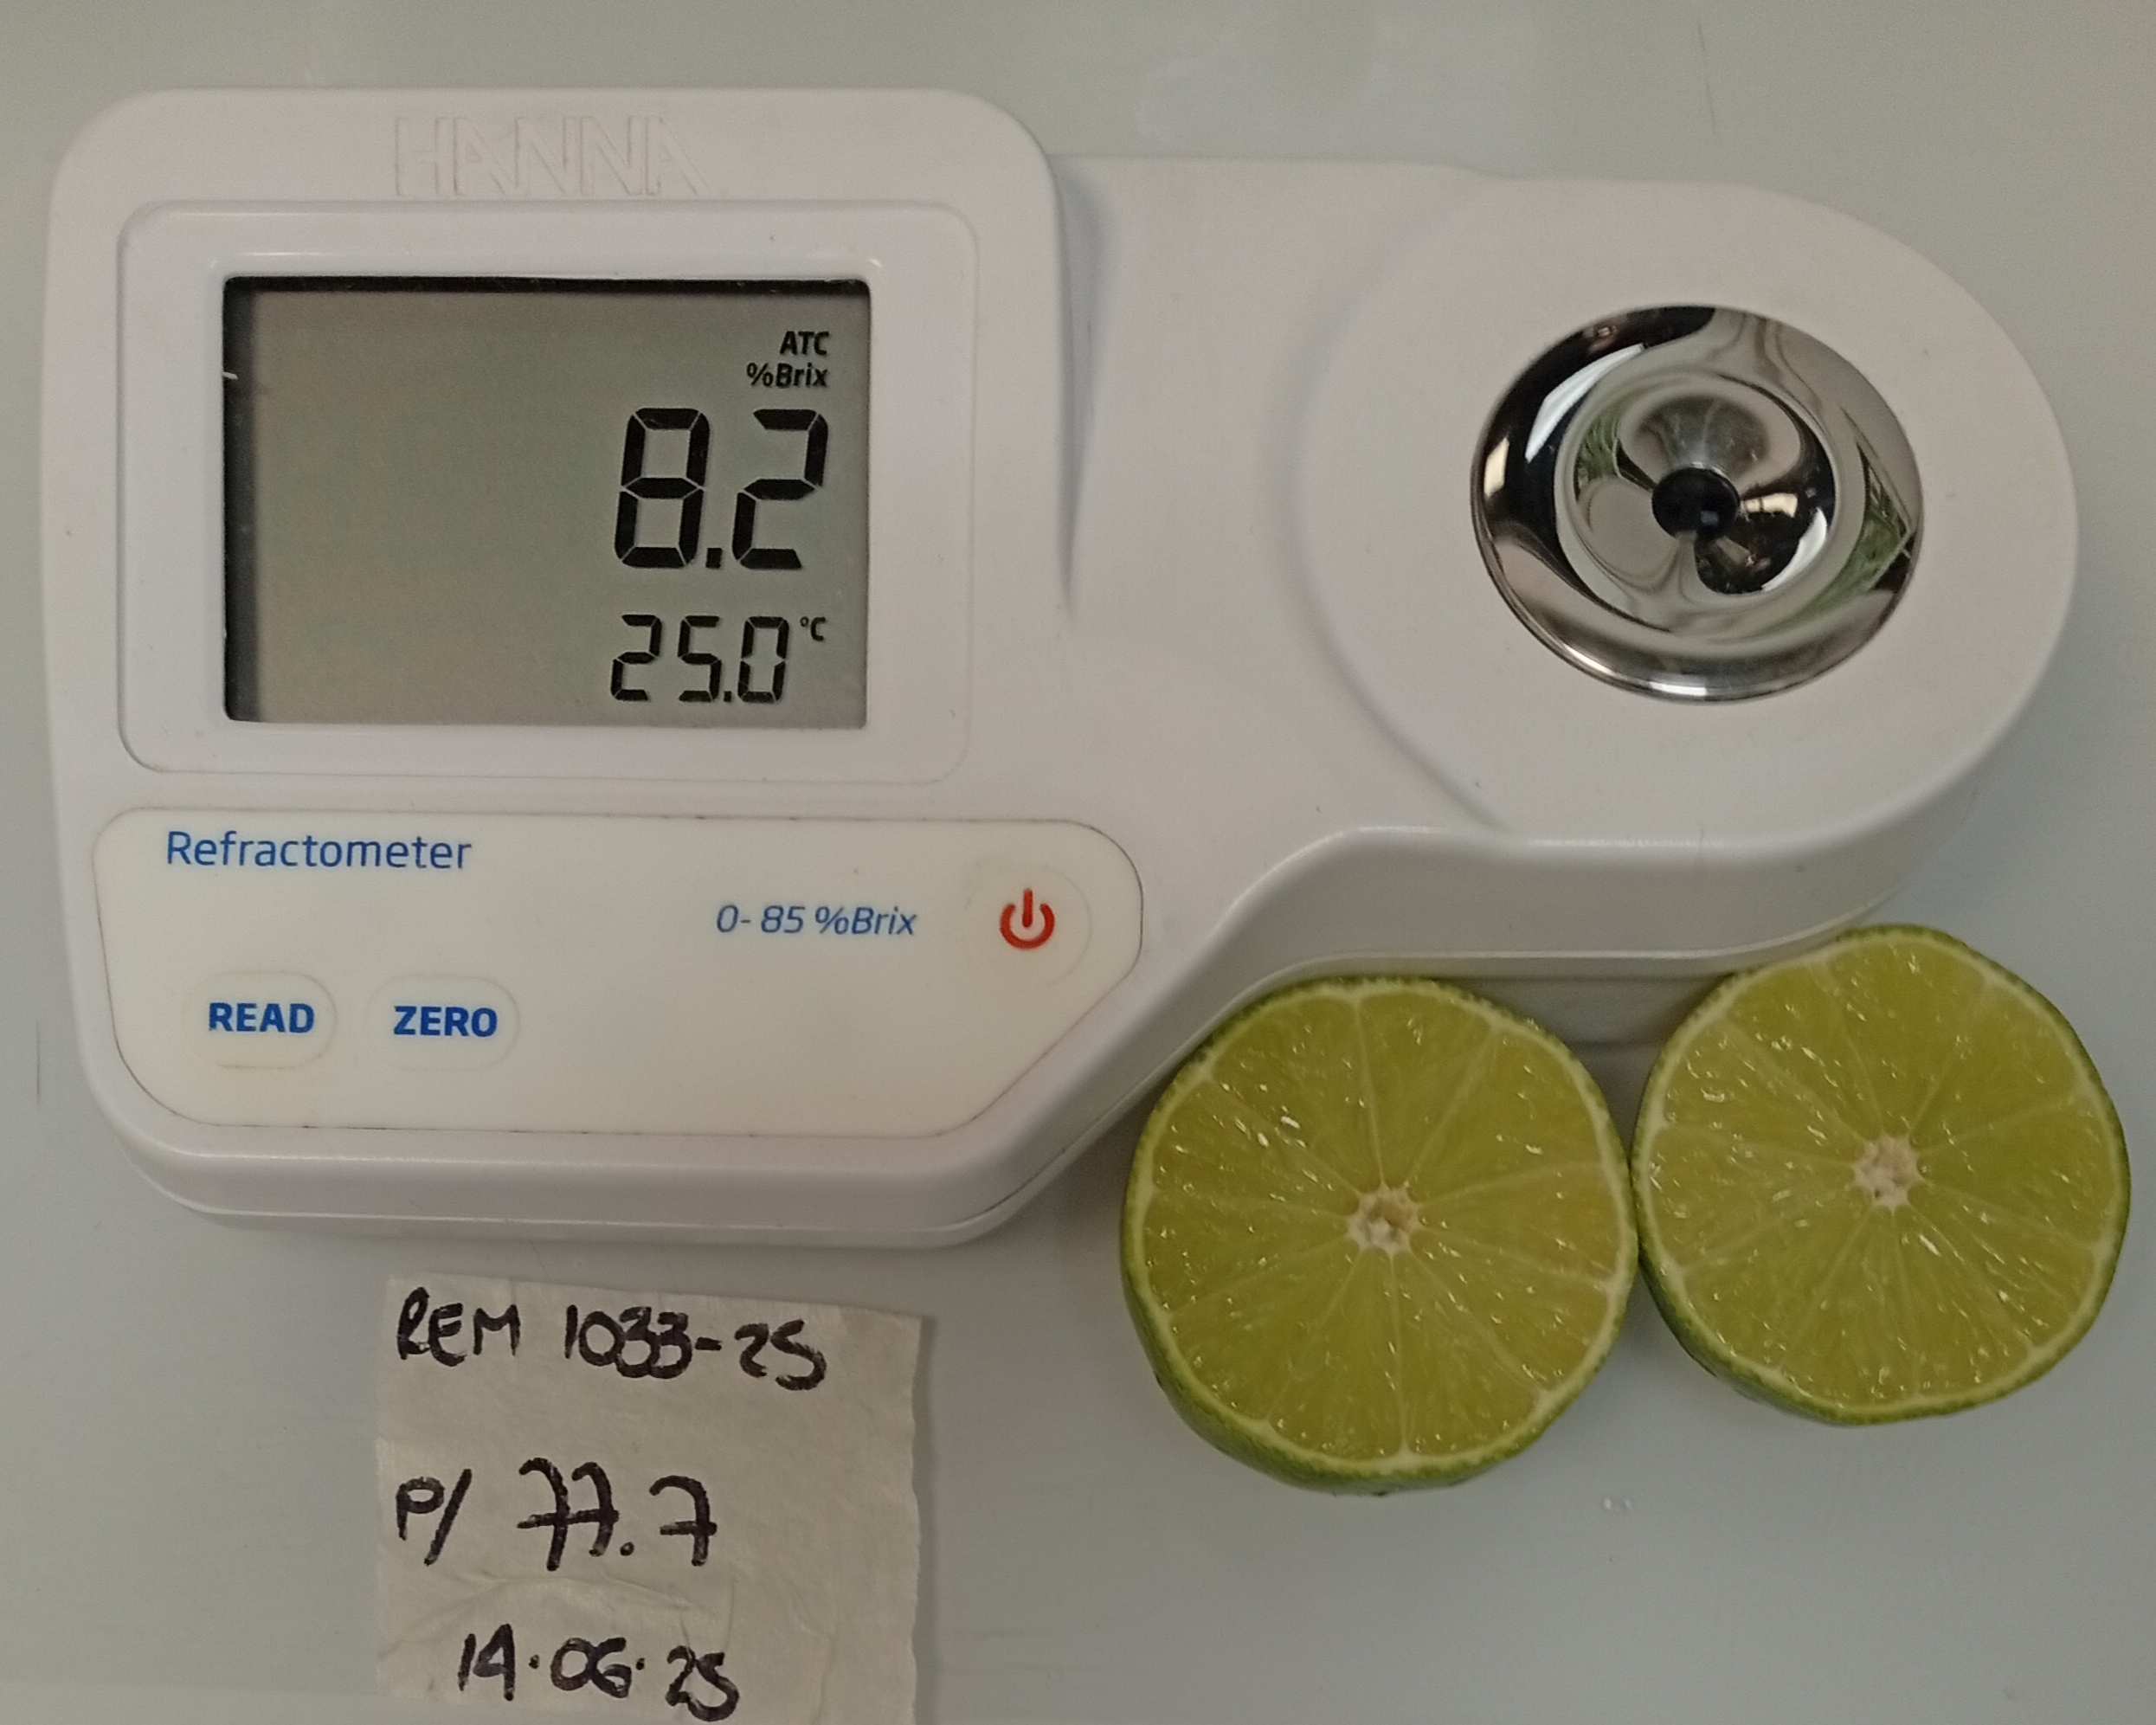 HANNA
ATC
%Brix
8.2
25.0 °C
Refractometer
0-85 %Brix
READ ZERO
REM 1033-25
P/ 77.7
14.06.25